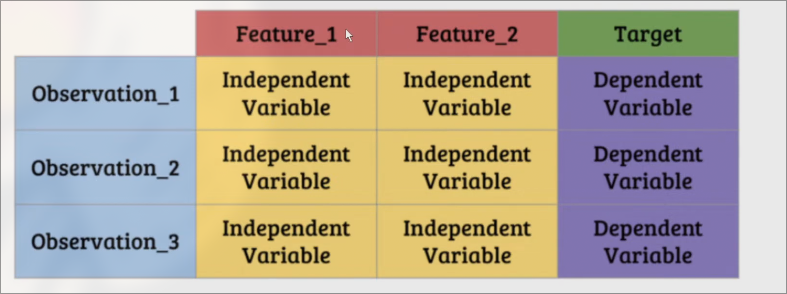 Feature_1 Feature_2 Target
Observation_1 Independent Variable Independent Variable Dependent Variable
Observation_2 Independent Variable Independent Variable Dependent Variable
Observation_3 Independent Variable Independent Variable Dependent Variable